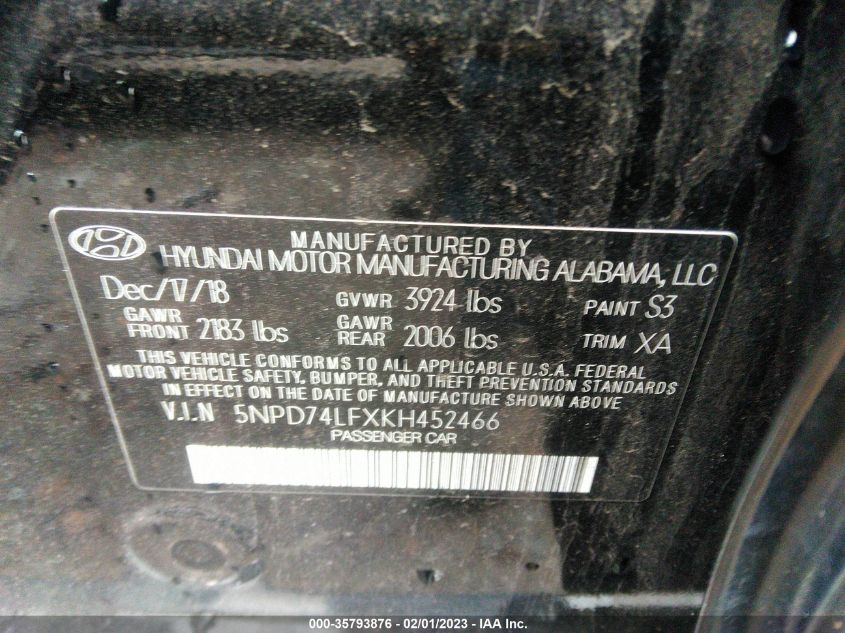 MANUFACTURED BY
HYUNDAI MOTOR MANUFACTURING ALABAMA, LLC
Dec/17/18 GVWR 3924 lbs PAINT S3
GAWR FRONT 2183 lbs GAWR REAR 2006 lbs TRIM XA
THIS VEHICLE CONFORMS TO ALL APPLICABLE U.S.A. FEDERAL
MOTOR VEHICLE SAFETY, BUMPER, AND THEFT PREVENTION STANDARDS
IN EFFECT ON THE DATE OF MANUFACTURE SHOWN ABOVE.
V.I.N 5NPD74LFXKH452466
PASSENGER CAR
000-35793876 - 02/01/2023 - IAA Inc.